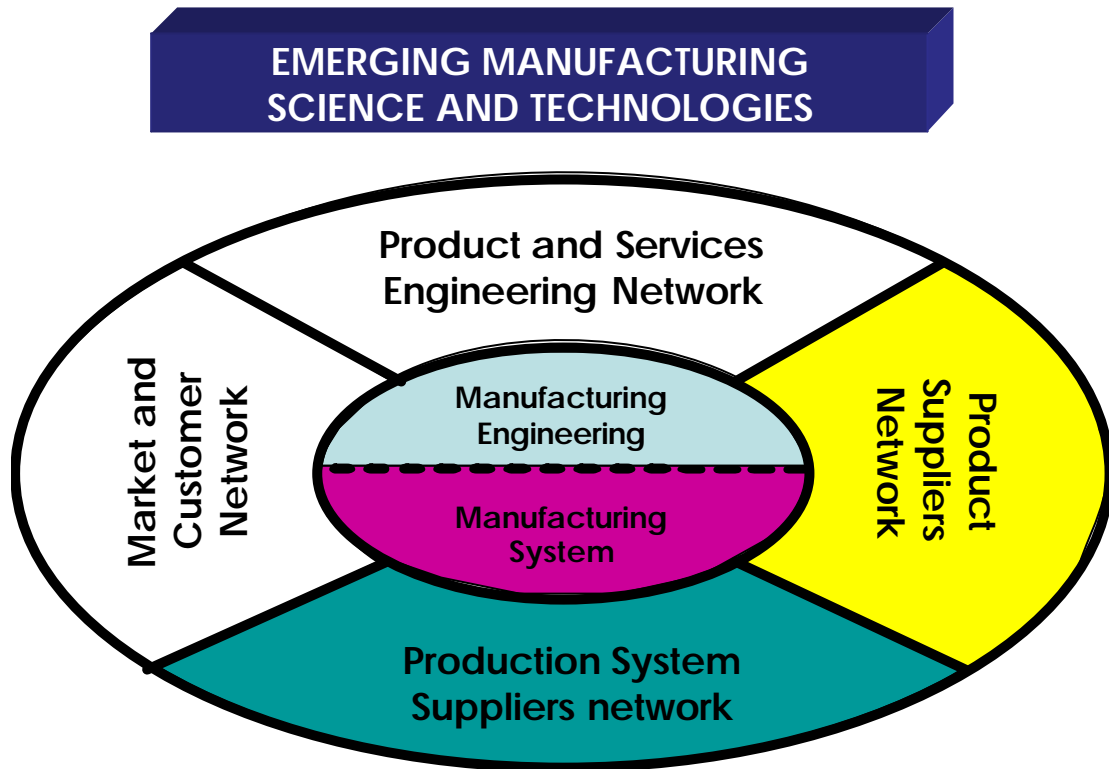 EMERGING MANUFACTURING
SCIENCE AND TECHNOLOGIES
Product and Services
Engineering Network
Market and
Customer
Network
Manufacturing
Engineering
Manufacturing
System
Product
Suppliers
Network
Production System
Suppliers network